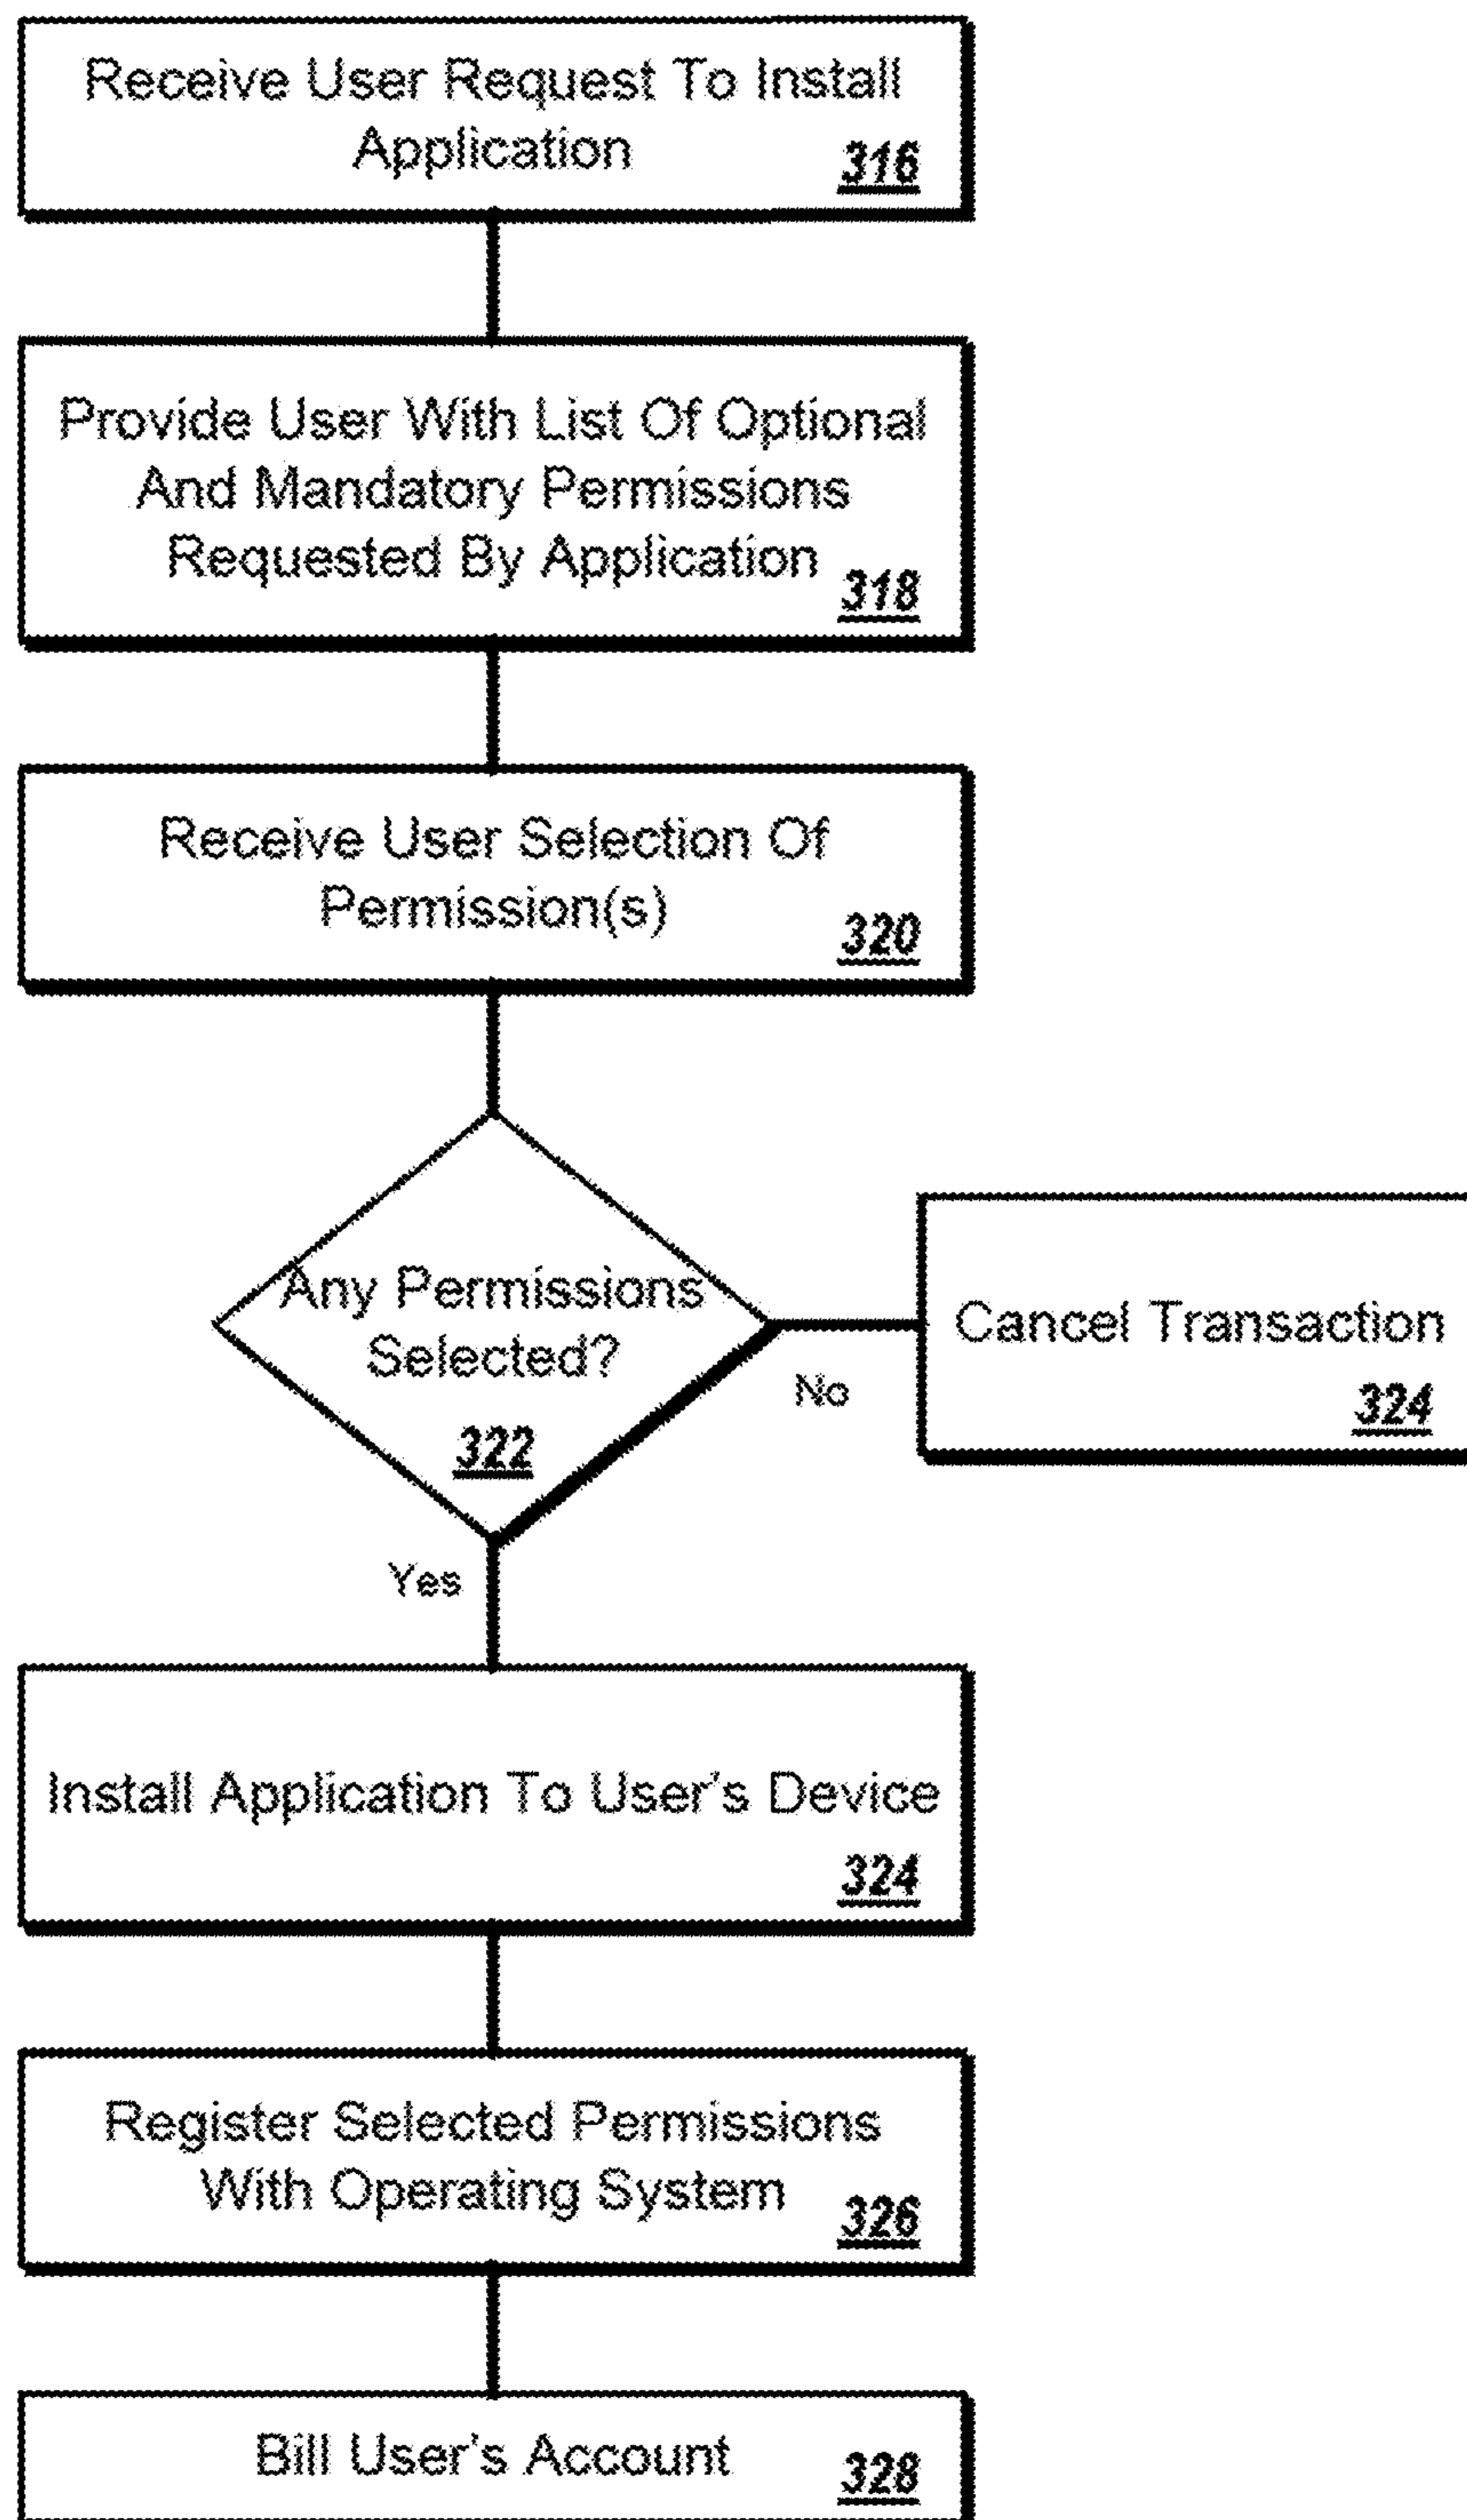 Receive User Request To Install
Application
316
Provide User With List Of Optional
And Mandatory Permissions
Requested By Application
318
Receive User Selection Of
Permission(s)
320
Any Permissions
Selected?
322
No
Cancel Transaction
324
Yes
Install Application To User's Device
324
Register Selected Permissions
With Operating System
326
Bill User's Account
328